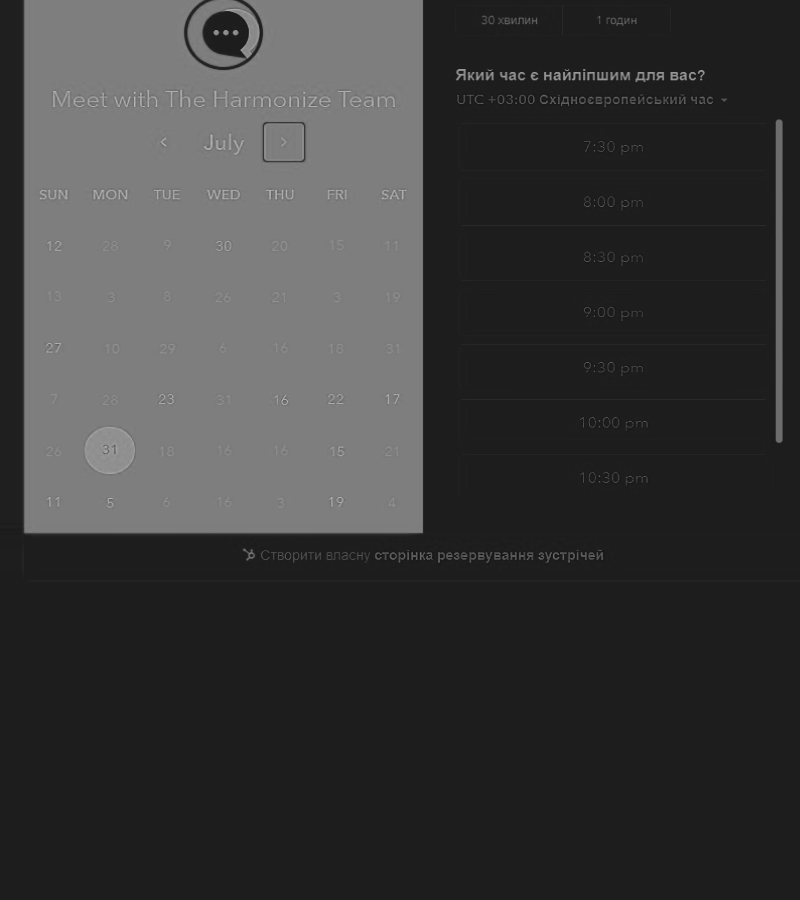 30 хвилин 1 годин
Meet with The Harmonize Team
July
SUN MON TUE WED THU FRI SAT
12 28 9 30 20 15 11
13 3 8 26 21 3 19
27 10 29 6 16 18 31
7 28 23 31 16 22 17
26 31 18 16 16 15 21
11 5 6 16 3 19 4
Який час є найліпшим для вас?
UTC +03:00 Східноєвропейський час
7:30 pm
8:00 pm
8:30 pm
9:00 pm
9:30 pm
10:00 pm
10:30 pm
Створити власну сторінка резервування зустрічей